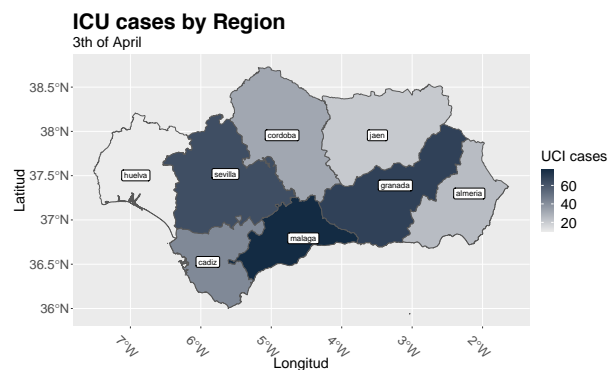 ICU cases by Region
3th of April
38.5°N
38°N
37.5°N
37°N
36.5°N
36°N
Latitud
cordoba
jaen
huelva
sevilla
granada
almeria
malaga
cadiz
UCI cases
60
40
20
7°W
6°W
5°W
4°W
3°W
2°W
Longitud